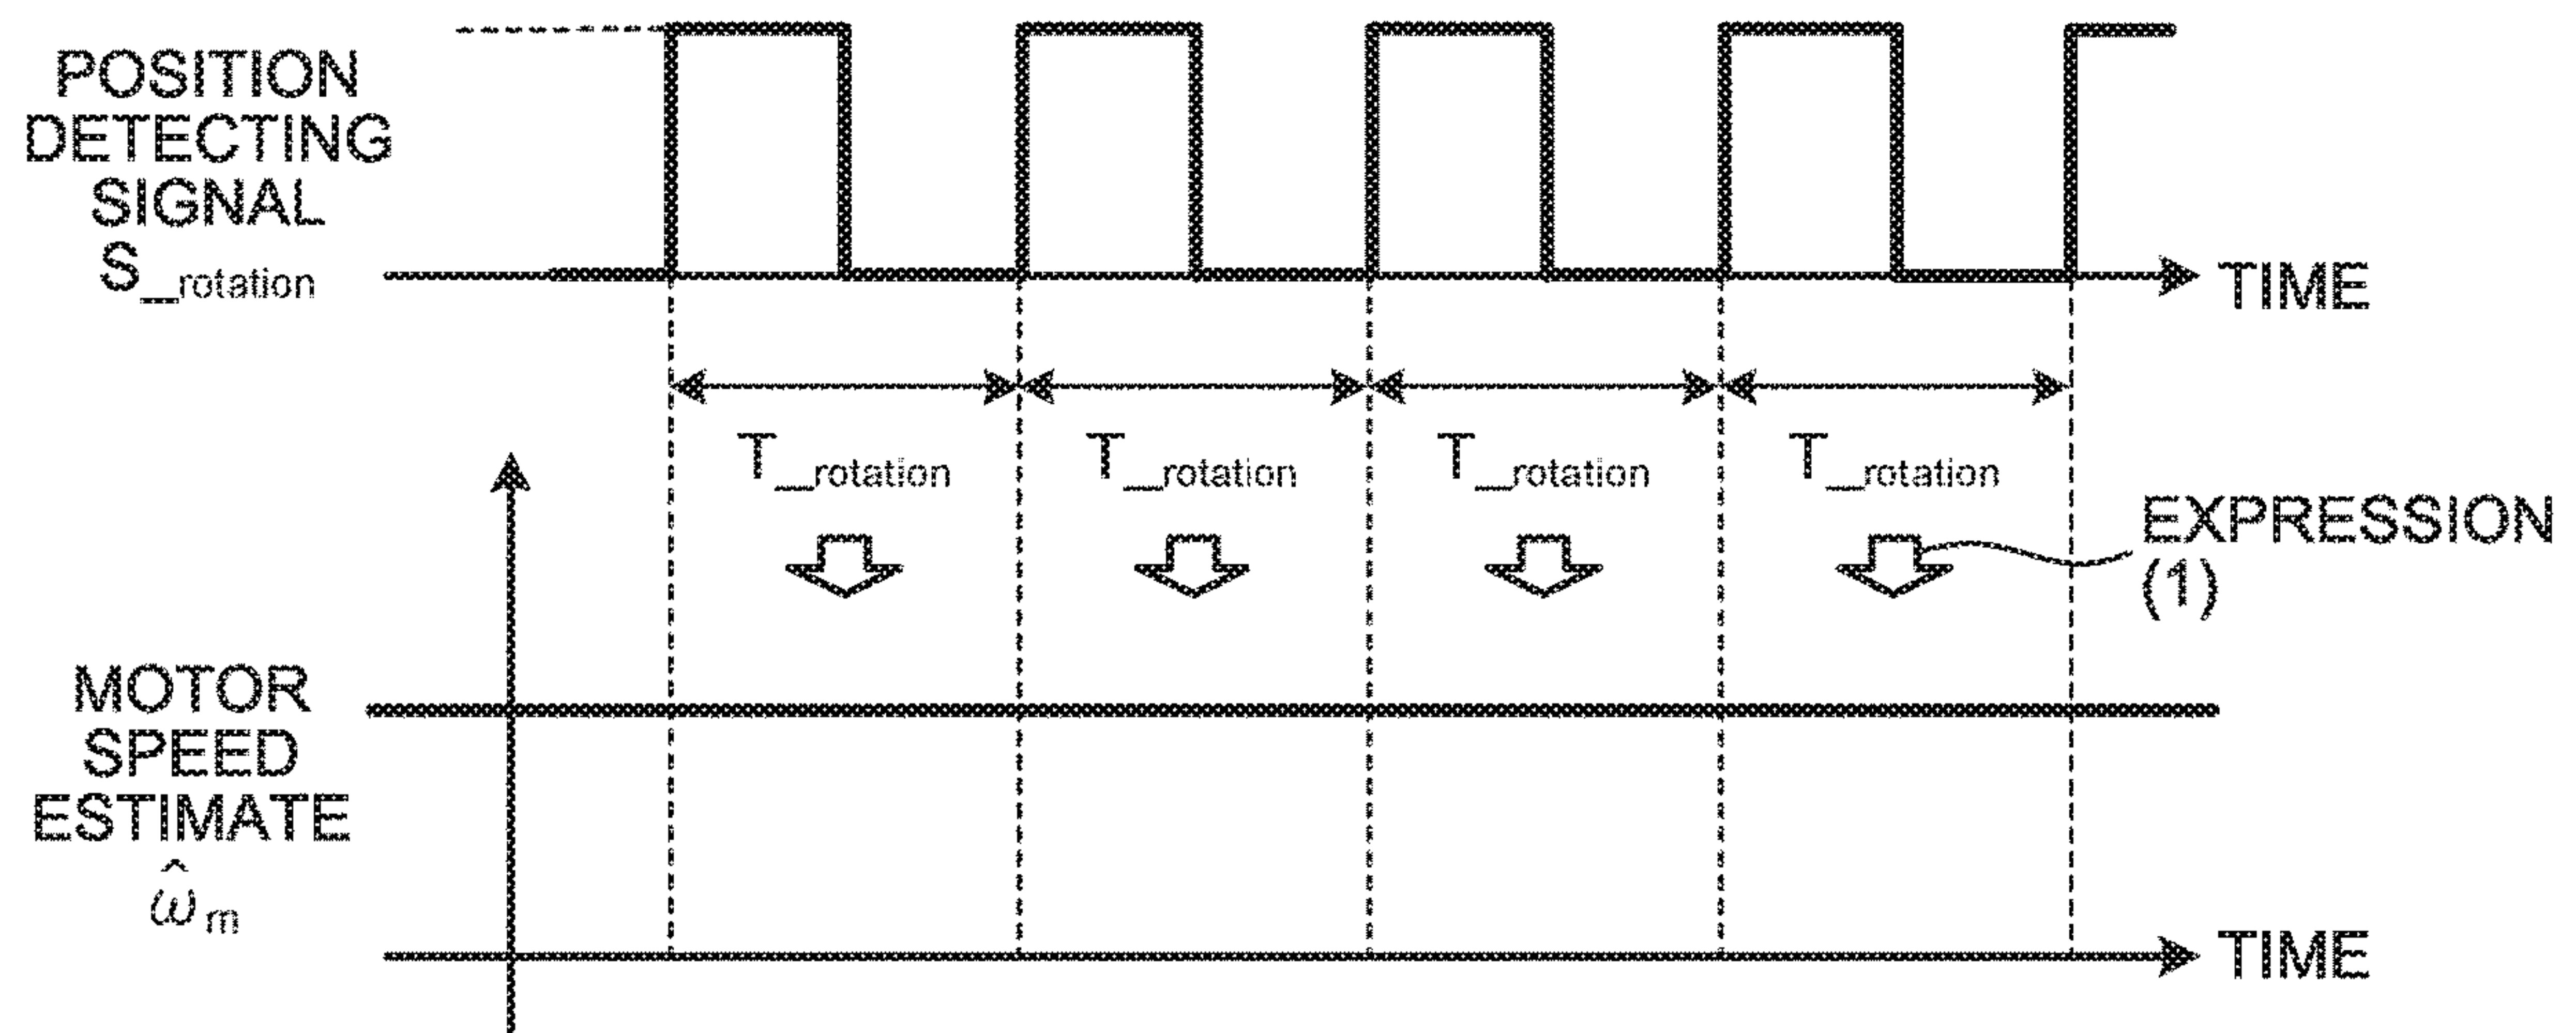 POSITION
DETECTING
SIGNAL
S_rotation
TIME
T_rotation T_rotation T_rotation T_rotation
EXPRESSION
(1)
MOTOR
SPEED
ESTIMATE
ω̂m
TIME